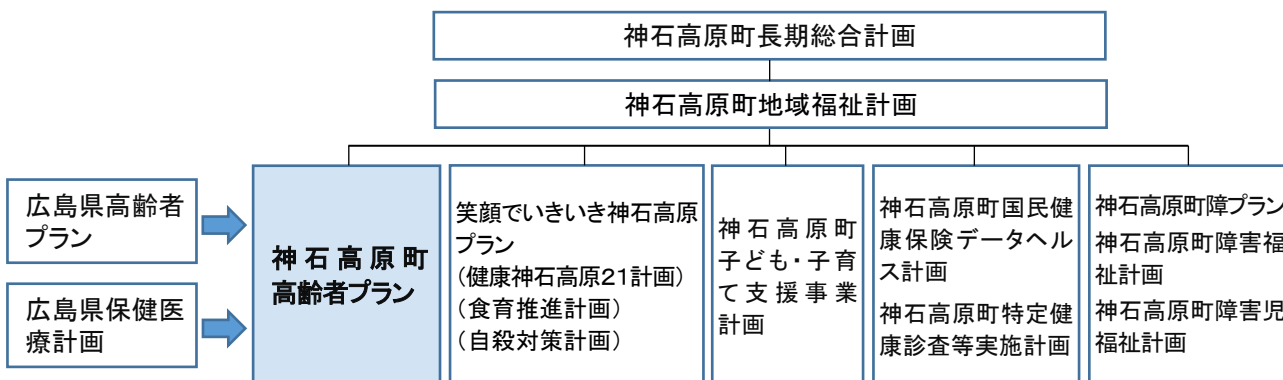 神石高原町長期総合計画
神石高原町地域福祉計画
広島県高齢者
プラン
広島県保健医
療計画
神石高原町
高齢者プラン
笑顔でいきいき神石高原
プラン
(健康神石高原21計画)
(食育推進計画)
(自殺対策計画)
神石高原町
子ども・子育
て支援事業
計画
神石高原町国民健
康保険データヘル
ス計画
神石高原町特定健
康診査等実施計画
神石高原町障プラン
神石高原町障害福
祉計画
神石高原町障害児
福祉計画